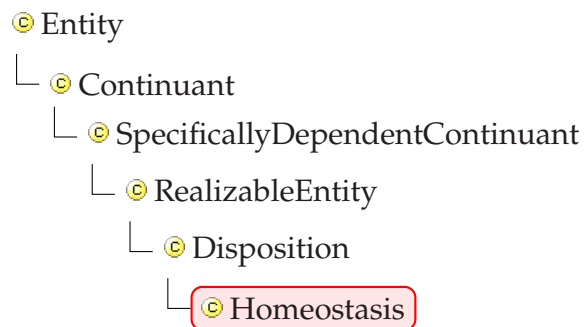 Entity
Continuant
SpecificallyDependentContinuant
RealizableEntity
Disposition
Homeostasis